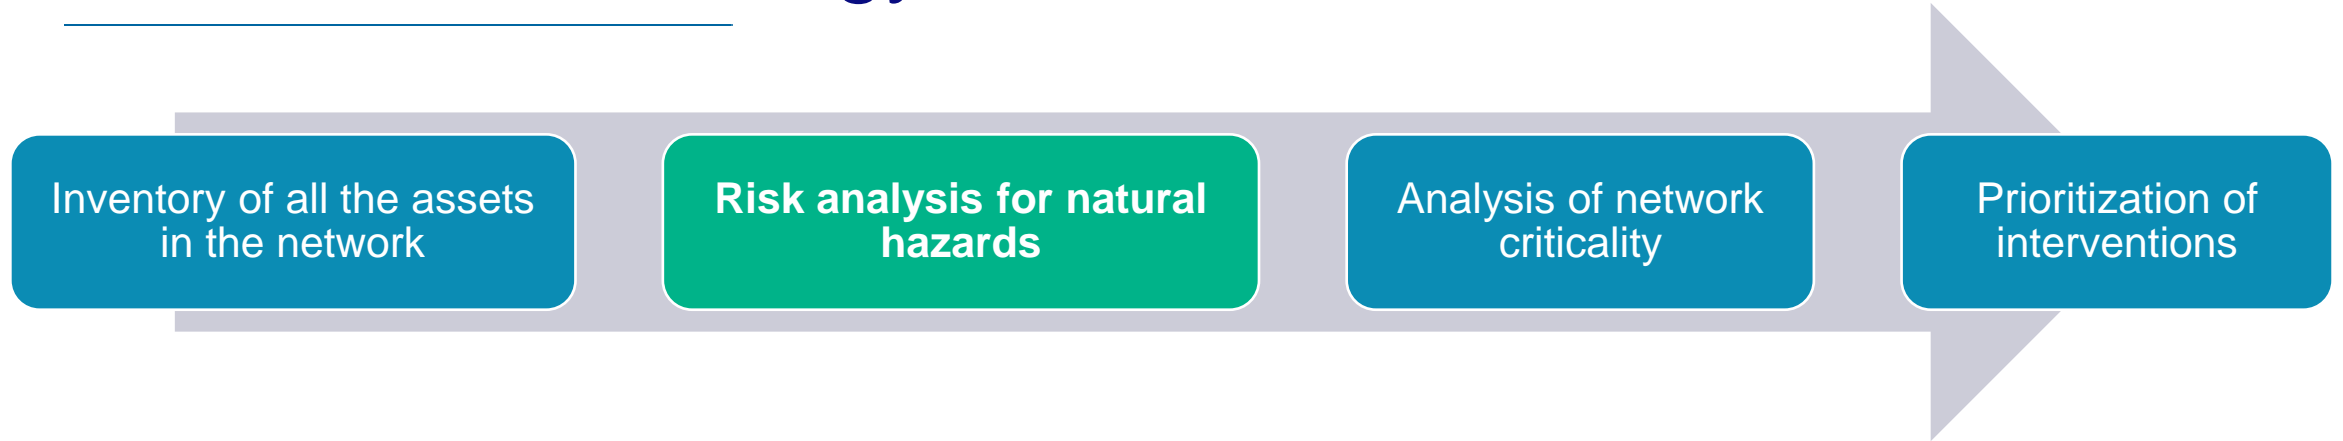 Inventory of all the assets
in the network
Risk analysis for natural
hazards
Analysis of network
criticality
Prioritization of
interventions